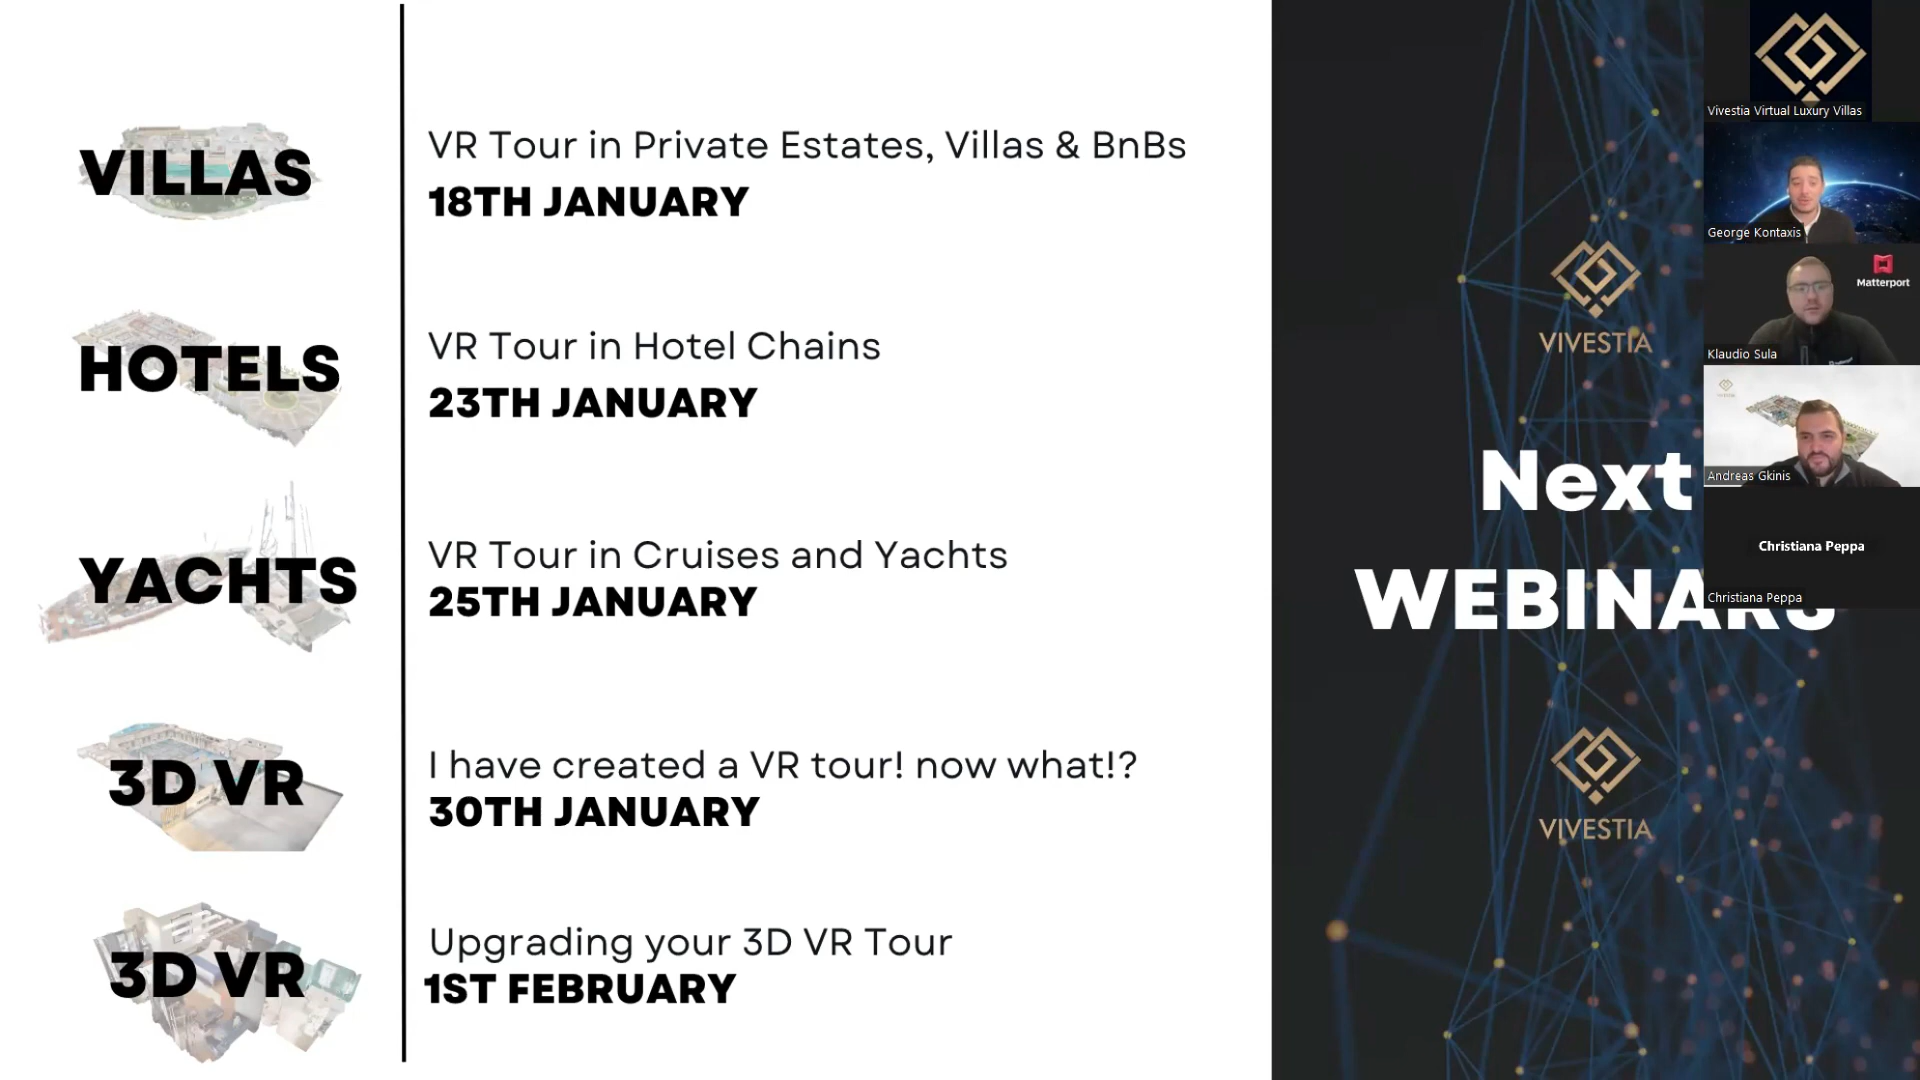 VILLAS
VR Tour in Private Estates, Villas & BnBs
18TH JANUARY
HOTELS
VR Tour in Hotel Chains
23TH JANUARY
YACHTS
VR Tour in Cruises and Yachts
25TH JANUARY
3D VR
I have created a VR tour! now what!?
30TH JANUARY
3D VR
Upgrading your 3D VR Tour
1ST FEBRUARY
VIVESTIA
Next
WEBINARS
VIVESTIA
Vivestia Virtual Luxury Villas
George Kontaxis
Matterport
Klaudio Sula
Andreas Gkinis
Christiana Peppa
Christiana Peppa